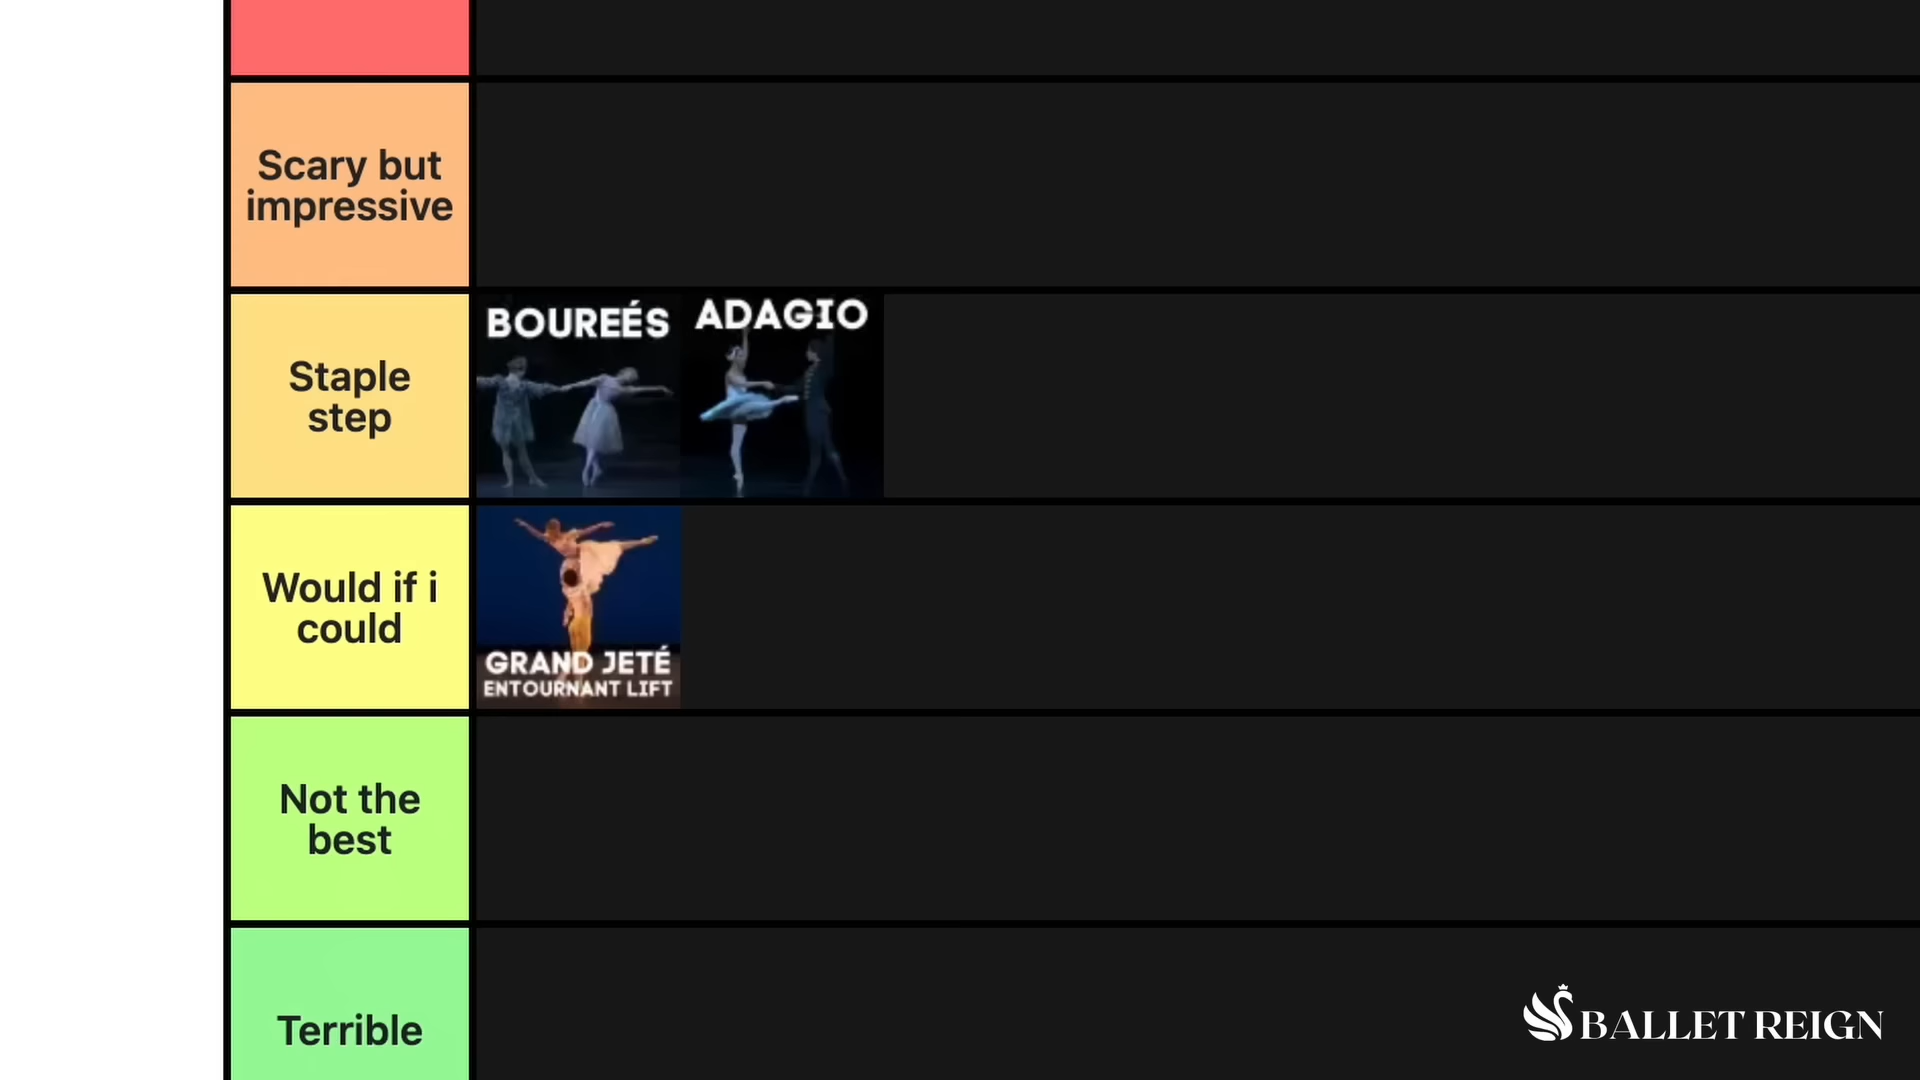 Scary but
impressive
Staple
step
BOUREÉS
ADAGIO
Would if i
could
GRAND JETÉ
ENTOURNANT LIFT
Not the
best
Terrible
BALLET REIGN